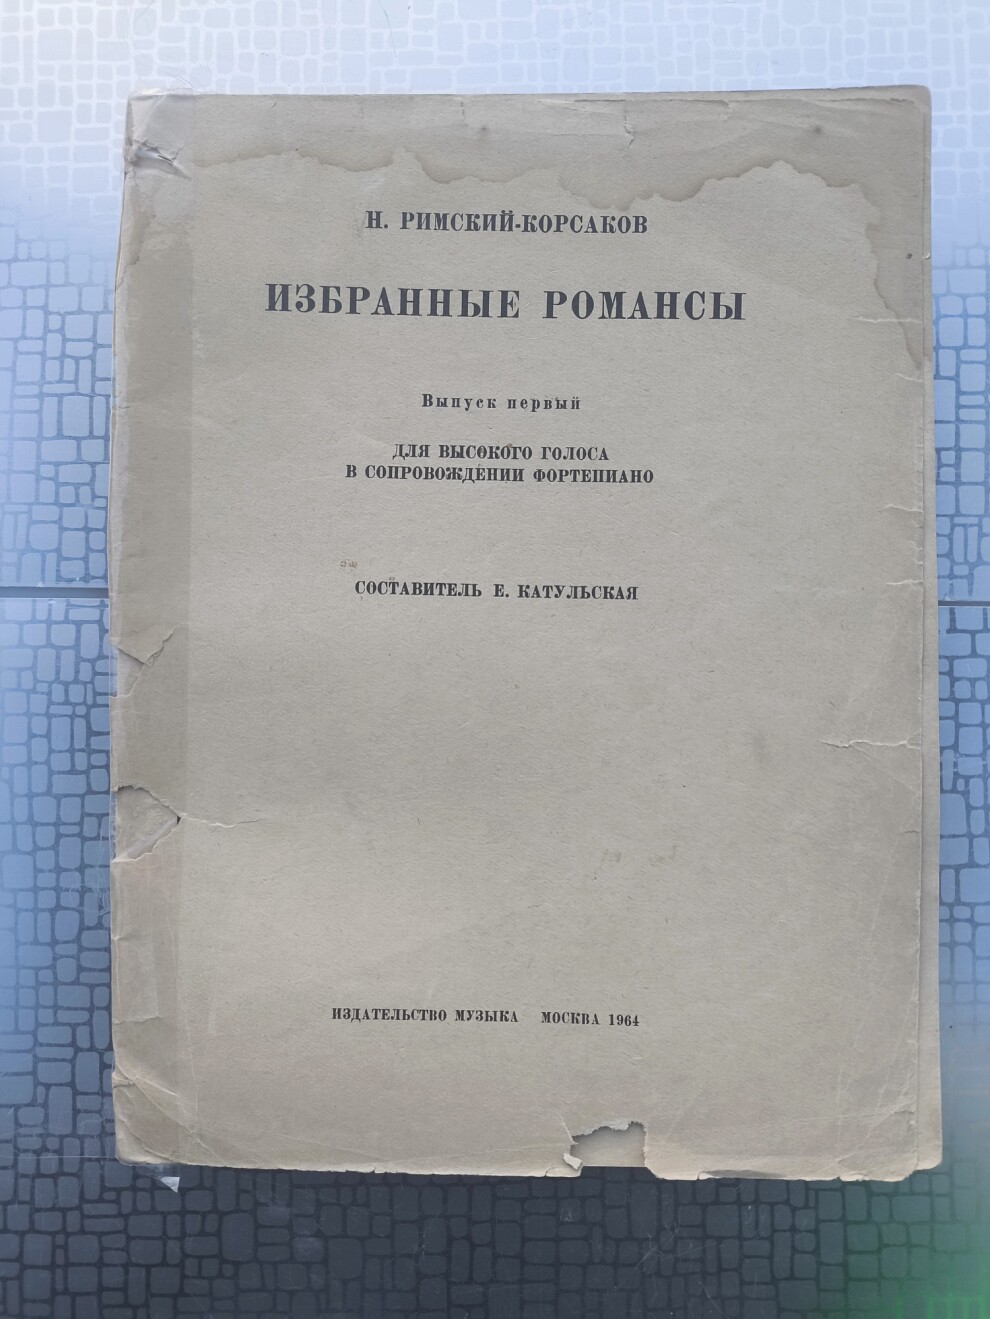 Н. РИМСКИЙ-КОРСАКОВ
ИЗБРАННЫЕ РОМАНСЫ
Выпуск первый
ДЛЯ ВЫСОКОГО ГОЛОСА
В СОПРОВОЖДЕНИИ ФОРТЕПИАНО
СОСТАВИТЕЛЬ Е. КАТУЛЬСКАЯ
ИЗДАТЕЛЬСТВО МУЗЫКА МОСКВА 1964